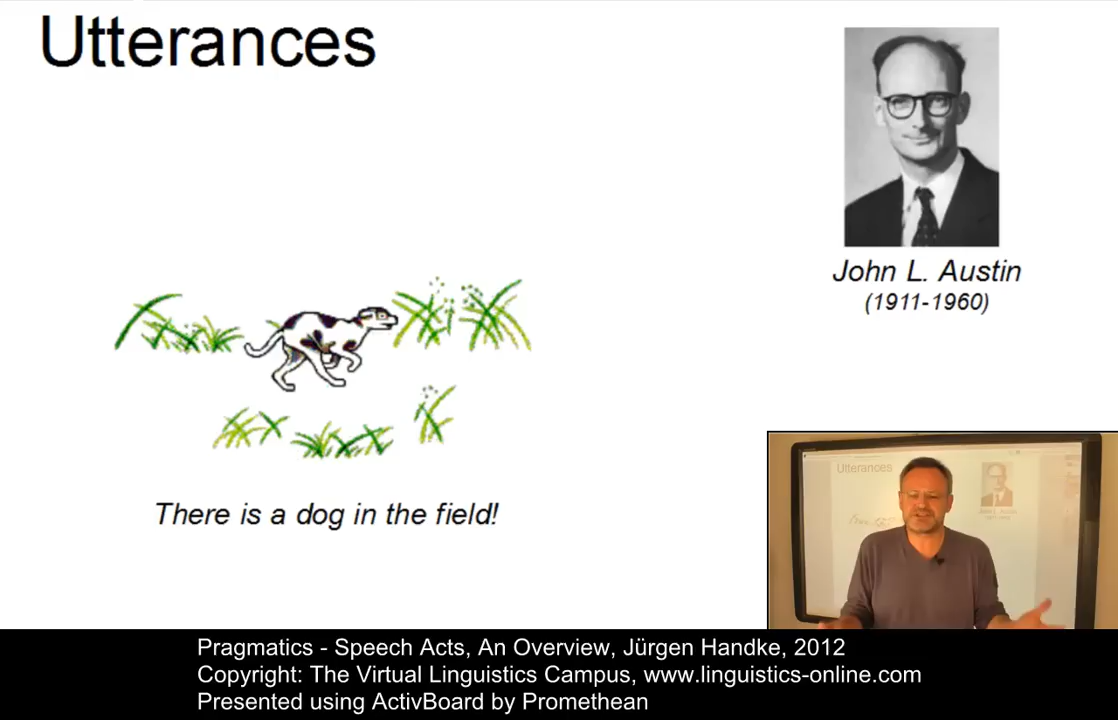 Utterances
John L. Austin
(1911-1960)
There is a dog in the field!
Utterances
Pragmatics - Speech Acts, An Overview, Jürgen Handke, 2012
Copyright: The Virtual Linguistics Campus, www.linguistics-online.com
Presented using ActivBoard by Promethean